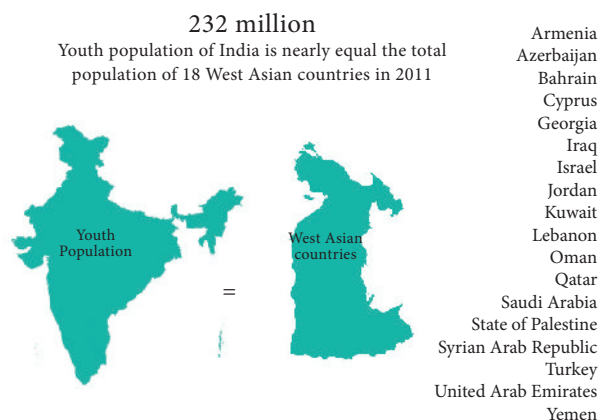 232 million
Youth population of India is nearly equal the total
population of 18 West Asian countries in 2011
Youth
Population
=
West Asian
countries
Armenia
Azerbaijan
Bahrain
Cyprus
Georgia
Iraq
Israel
Jordan
Kuwait
Lebanon
Oman
Qatar
Saudi Arabia
State of Palestine
Syrian Arab Republic
Turkey
United Arab Emirates
Yemen